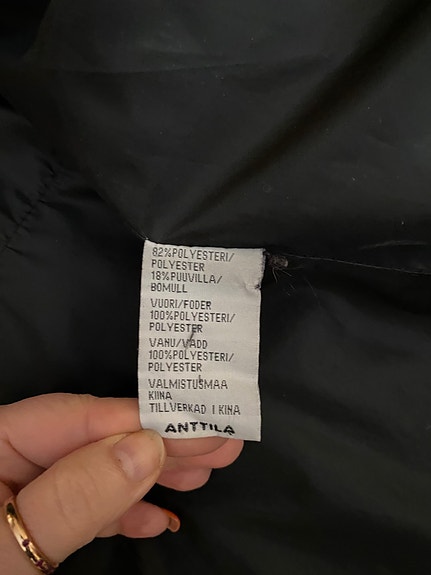 82%POLYESTERI/
POLYESTER
18%PUUVILLA/
BOMULL
VUORI/FODER
100%POLYESTERI/
POLYESTER
VANU/VADD
100%POLYESTERI/
POLYESTER
VALMISTUSMAA
KIINA
TILLVERKAD I KINA
ANTTILA